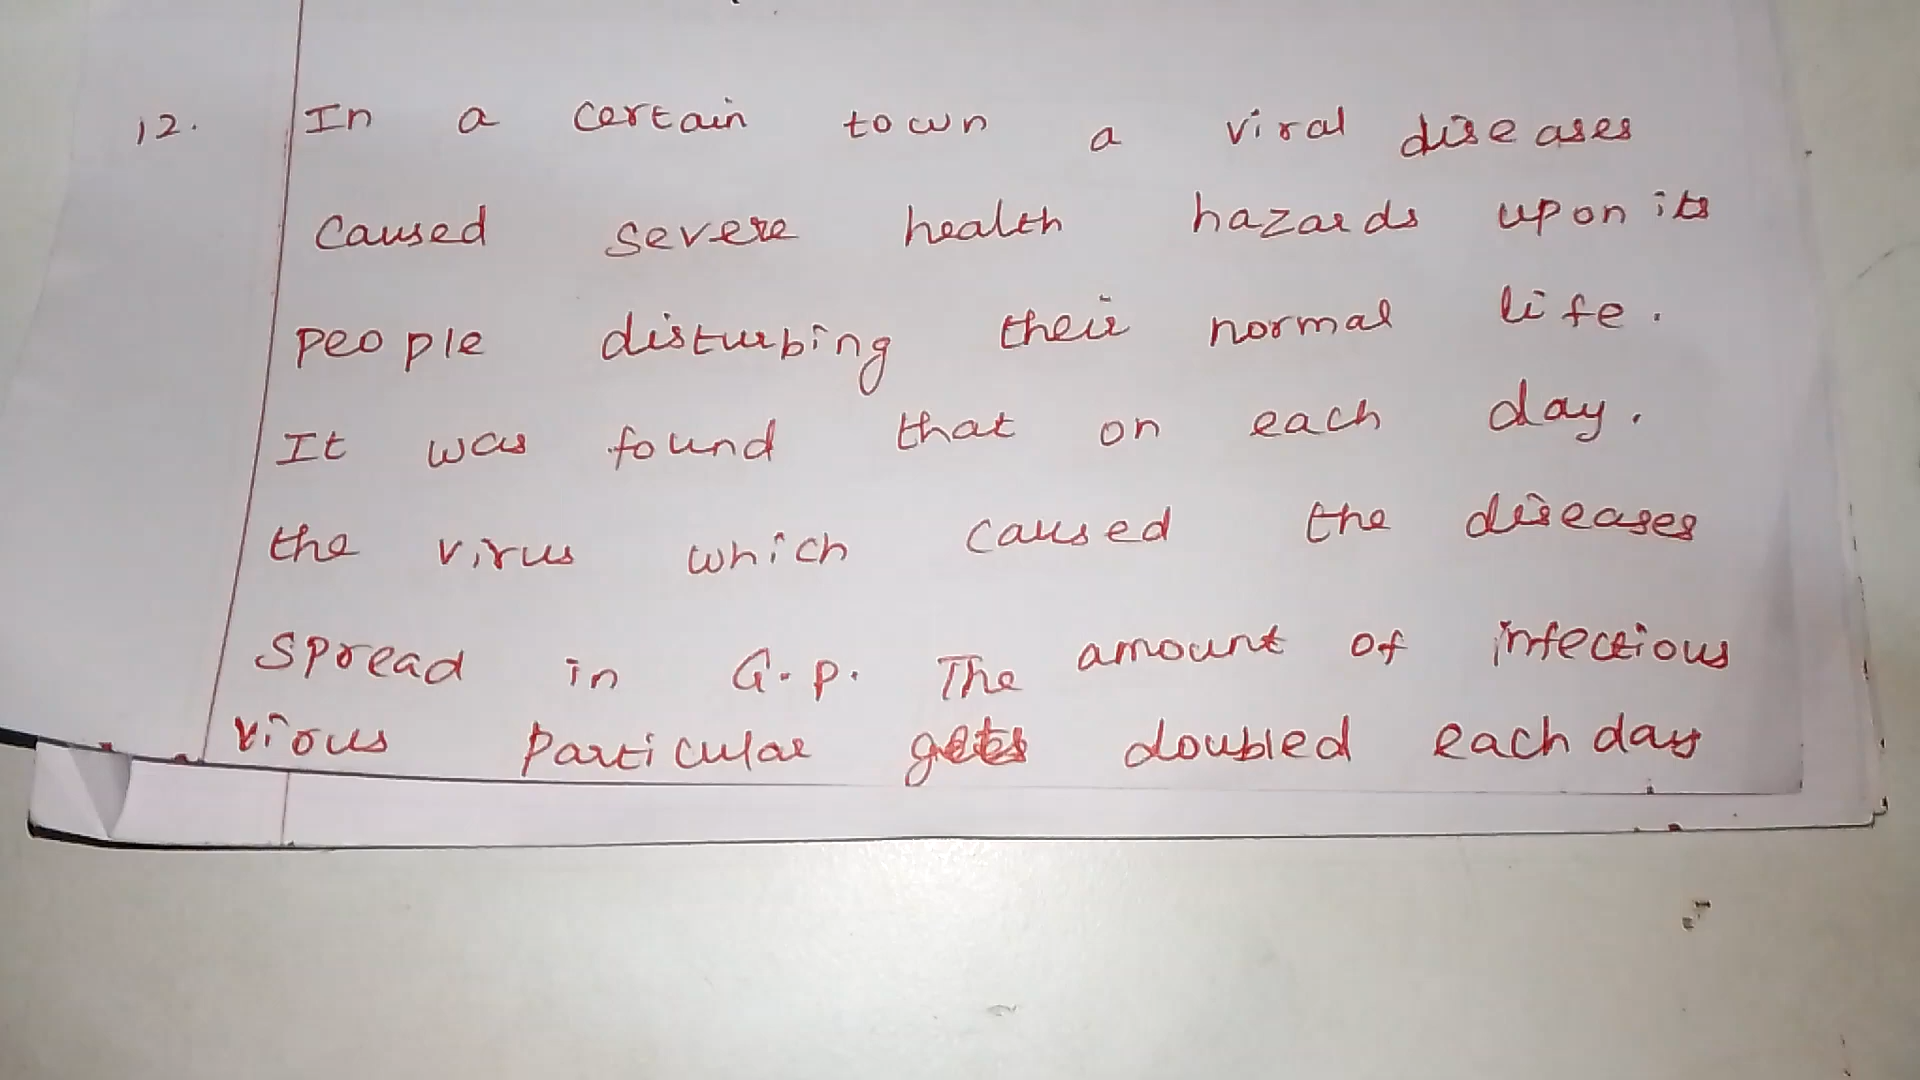 12. In a certain town a viral diseases
caused severe health hazards upon its
people disturbing their normal life.
It was found that on each day.
the virus which caused the diseases
spread in G.P. The amount of infectious
virous particular gets doubled each day